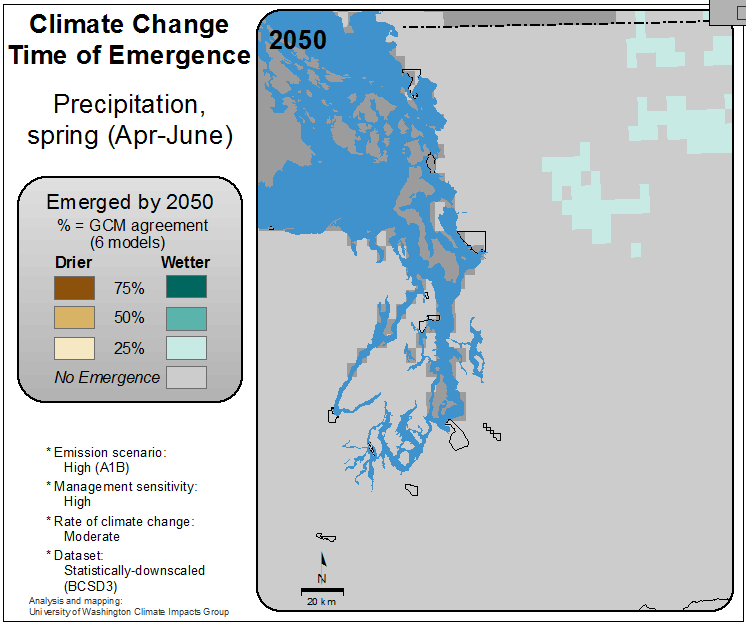 Climate Change
Time of Emergence
Precipitation,
spring (Apr-June)
Emerged by 2050
% = GCM agreement
(6 models)
Drier Wetter
75%
50%
25%
No Emergence
* Emission scenario:
High (A1B)
* Management sensitivity:
High
* Rate of climate change:
Moderate
* Dataset:
Statistically-downscaled
(BCSD3)
Analysis and mapping:
University of Washington Climate Impacts Group
2050
N
20 km